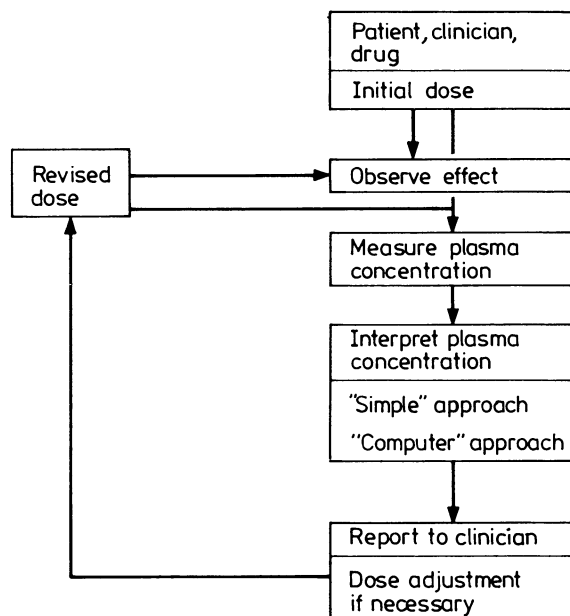 Patient, clinician,
drug
Initial dose
Revised
dose
Observe effect
Measure plasma
concentration
Interpret plasma
concentration
"Simple" approach
"Computer" approach
Report to clinician
Dose adjustment
if necessary